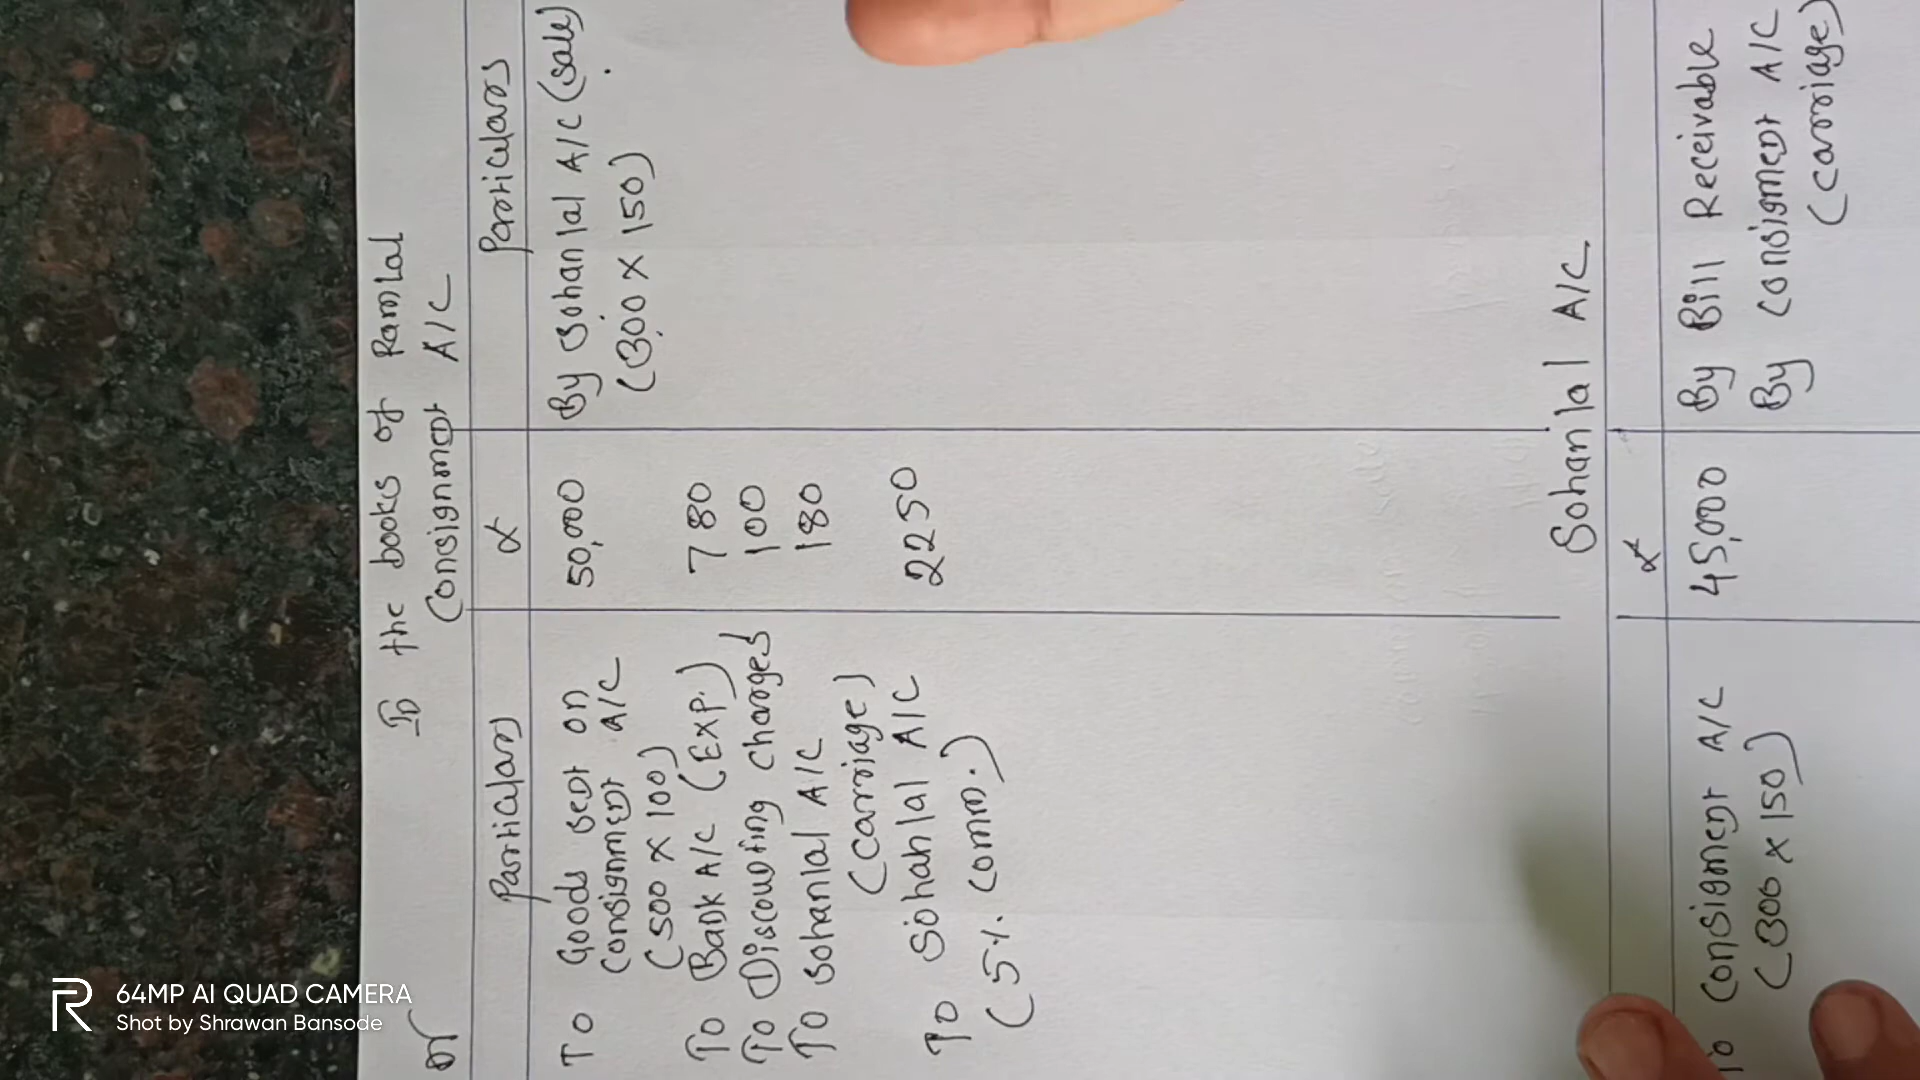 In the books of Ramlal
Dr
Consignment A/C
Particulars ₹ Particulars
To Goods sent on 50,000 By Sohanlal A/C (sale)
Consignment A/C (300 × 150)
(500 × 100)
To Bank A/C (Exp.) 780
To Discounting charges 100
To Sohanlal A/C 180
(Carriage)
To Sohanlal A/C 2250
(5%. Comm.)
Sohanlal A/C
₹
To Consignment A/C 45,000 By Bill Receivable
(300 × 150) By Consignment A/C
(Carriage)
64MP AI QUAD CAMERA
Shot by Shrawan Bansode